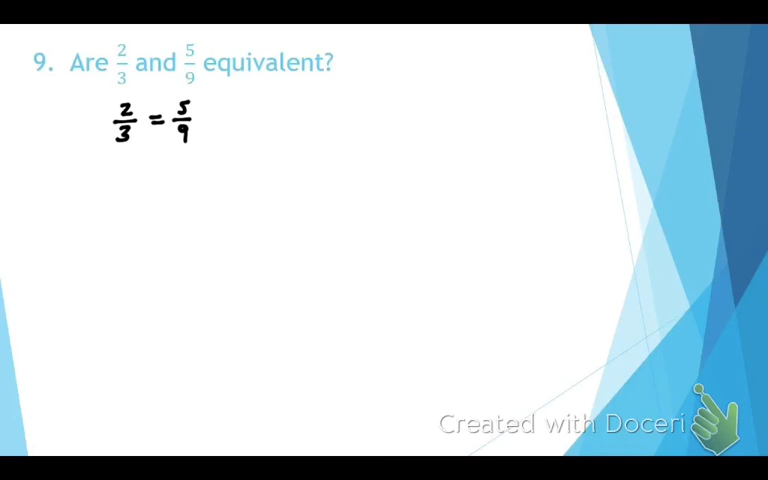 9. Are 2/3 and 5/9 equivalent?
2/3 = 5/9
Created with Doceri